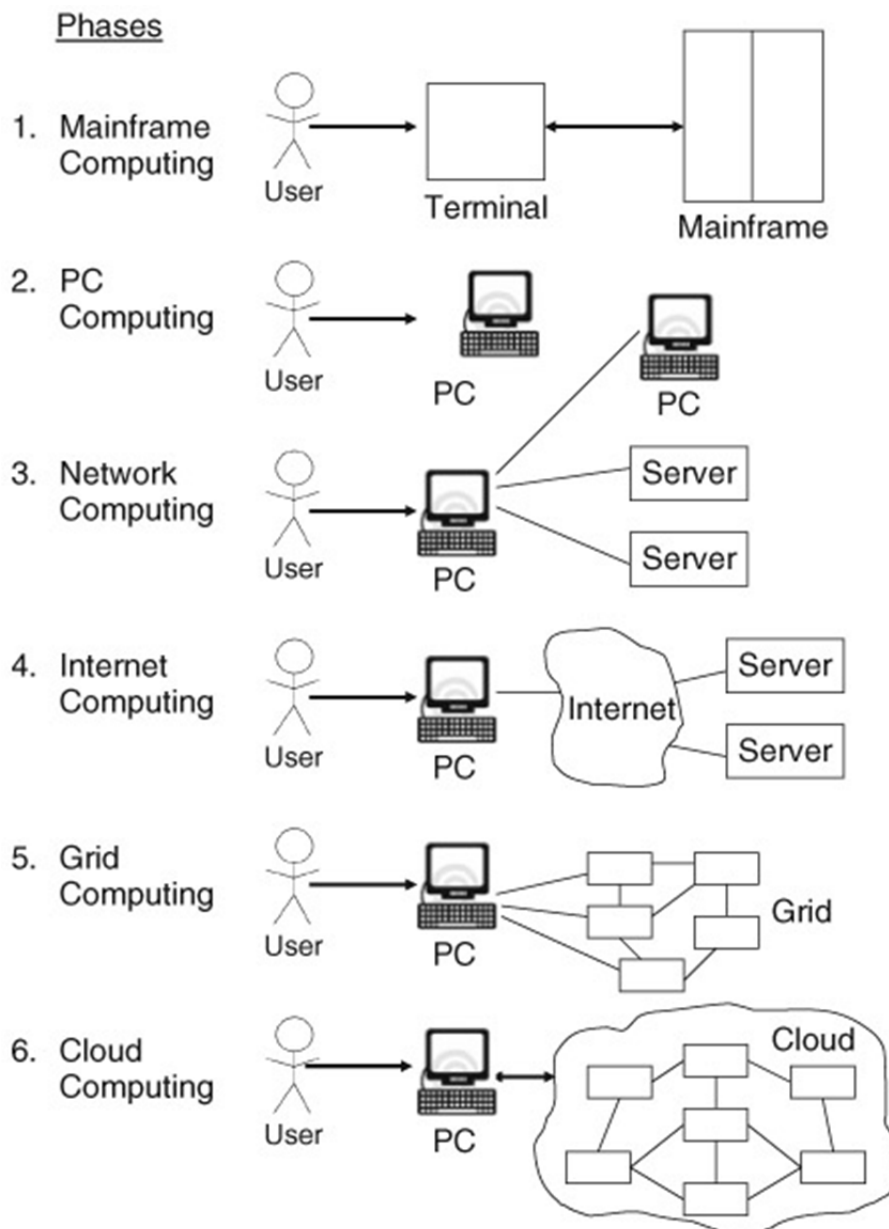 Phases
1. Mainframe
Computing
User
Terminal
Mainframe
2. PC
Computing
User
PC
PC
3. Network
Computing
User
PC
Server
Server
4. Internet
Computing
User
PC
Internet
Server
Server
5. Grid
Computing
User
PC
Grid
6. Cloud
Computing
User
PC
Cloud